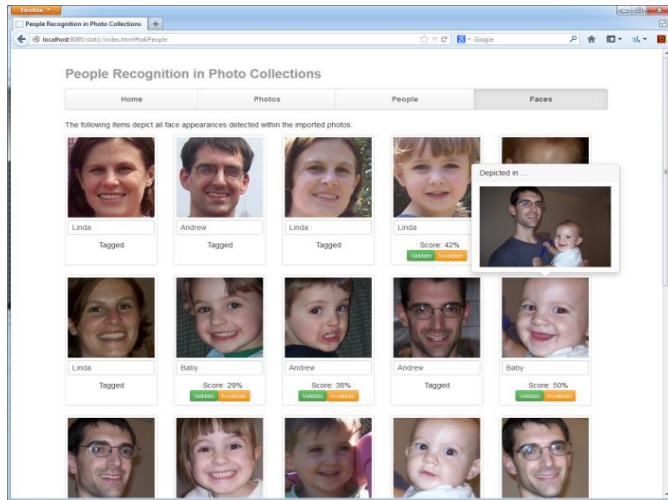 Firefox
People Recognition in Photo Collections
localhost:8080/static/index.html#tabPeople
Google
People Recognition in Photo Collections
Home Photos People Faces
The following items depict all face appearances detected within the imported photos.
Depicted in ...
Linda Andrew Linda Linda
Tagged Tagged Tagged Score: 42%
Validate Invalidate
Linda Baby Andrew Andrew Baby
Tagged Score: 29% Score: 38% Tagged Score: 50%
Validate Invalidate Validate Invalidate Validate Invalidate